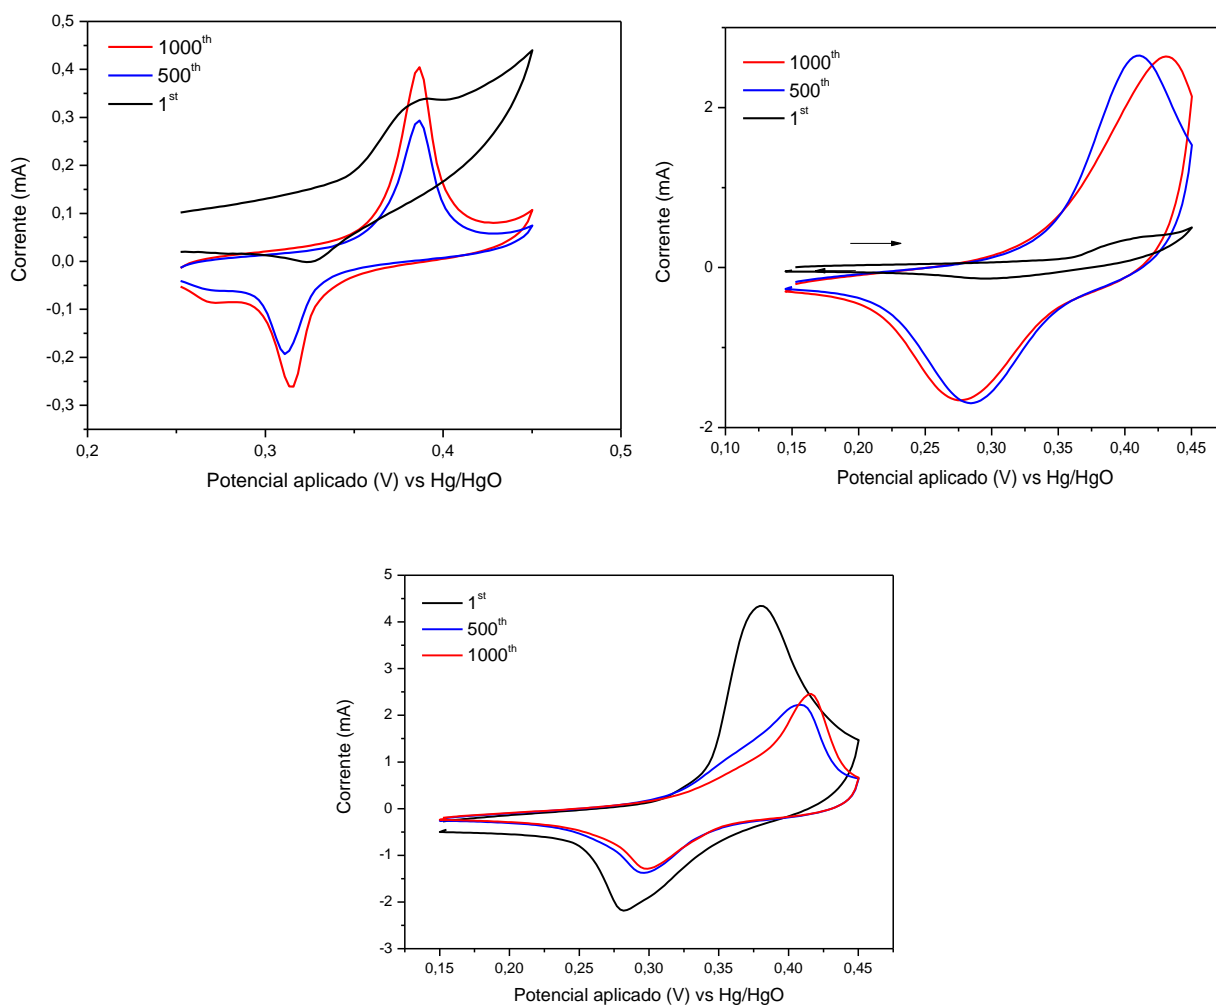 0,5
0,4
0,3
0,2
0,1
0,0
-0,1
-0,2
-0,3
Corrente (mA)
1000th
500th
1st
0,2
0,3
0,4
0,5
Potencial aplicado (V) vs Hg/HgO
2
0
-2
Corrente (mA)
1000th
500th
1st
0,10
0,15
0,20
0,25
0,30
0,35
0,40
0,45
Potencial aplicado (V) vs Hg/HgO
5
4
3
2
1
0
-1
-2
-3
Corrente (mA)
1st
500th
1000th
0,15
0,20
0,25
0,30
0,35
0,40
0,45
Potencial aplicado (V) vs Hg/HgO